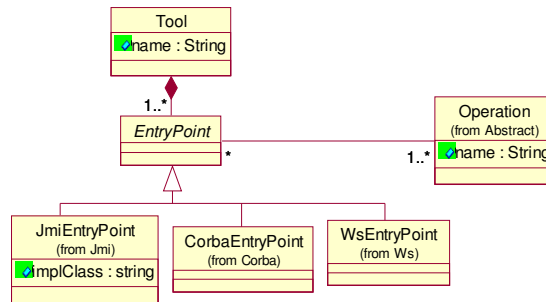 Tool
name : String
1..*
EntryPoint
*
1..*
Operation
(from Abstract)
name : String
JmiEntryPoint
(from Jmi)
implClass : string
CorbaEntryPoint
(from Corba)
WsEntryPoint
(from Ws)